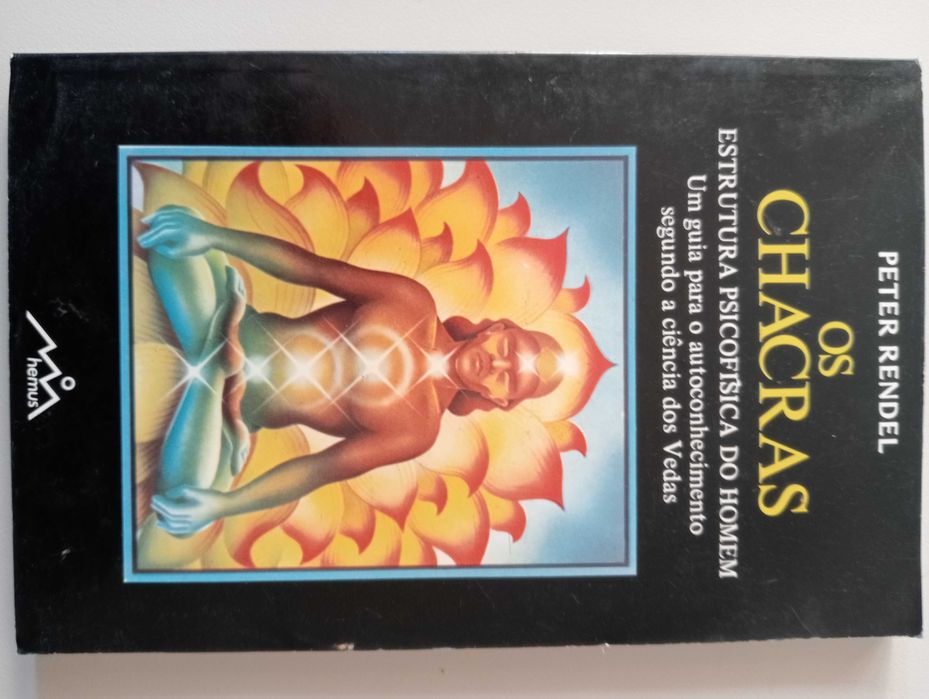 PETER RENDEL
OS
CHACRAS
ESTRUTURA PSICOFÍSICA DO HOMEM
Um guia para o autoconhecimento
segundo a ciência dos Vedas
hemus